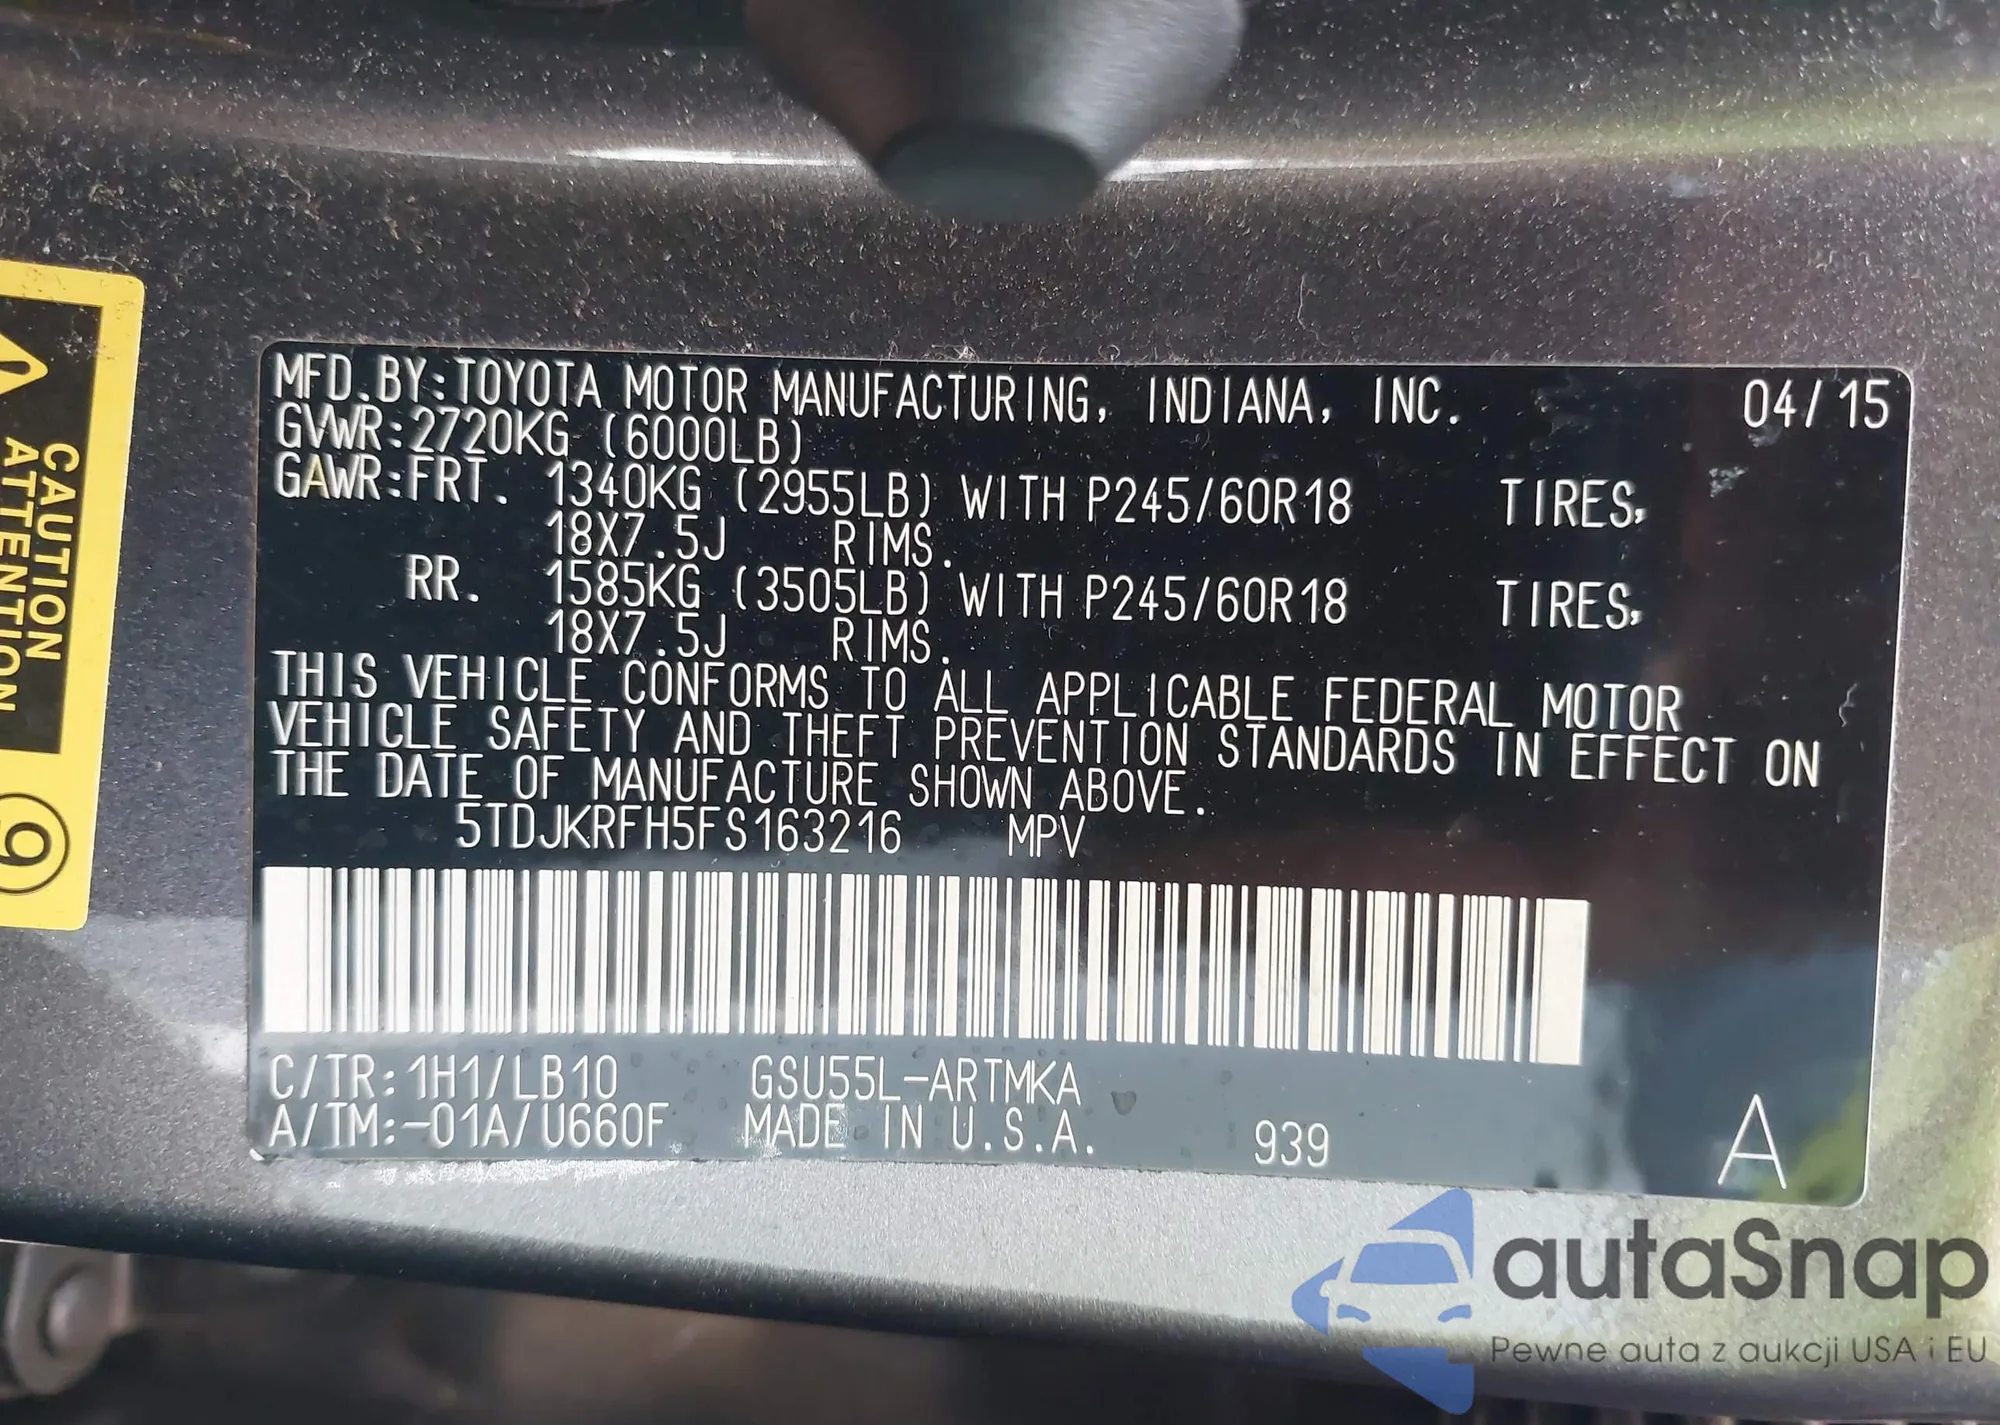 MFD.BY:TOYOTA MOTOR MANUFACTURING, INDIANA, INC. 04/15
GVWR:2720KG (6000LB)
GAWR:FRT. 1340KG (2955LB) WITH P245/60R18 TIRES,
18X7.5J RIMS.
RR. 1585KG (3505LB) WITH P245/60R18 TIRES,
18X7.5J RIMS.
THIS VEHICLE CONFORMS TO ALL APPLICABLE FEDERAL MOTOR
VEHICLE SAFETY AND THEFT PREVENTION STANDARDS IN EFFECT ON
THE DATE OF MANUFACTURE SHOWN ABOVE.
5TDJKRFH5FS163216 MPV
C/TR:1H1/LB10 GSU55L-ARTMKA
A/TM:-01A/U660F MADE IN U.S.A. 939 A
CAUTION
ATTENTION
9
autaSnap
Pewne auta z aukcji USA i EU